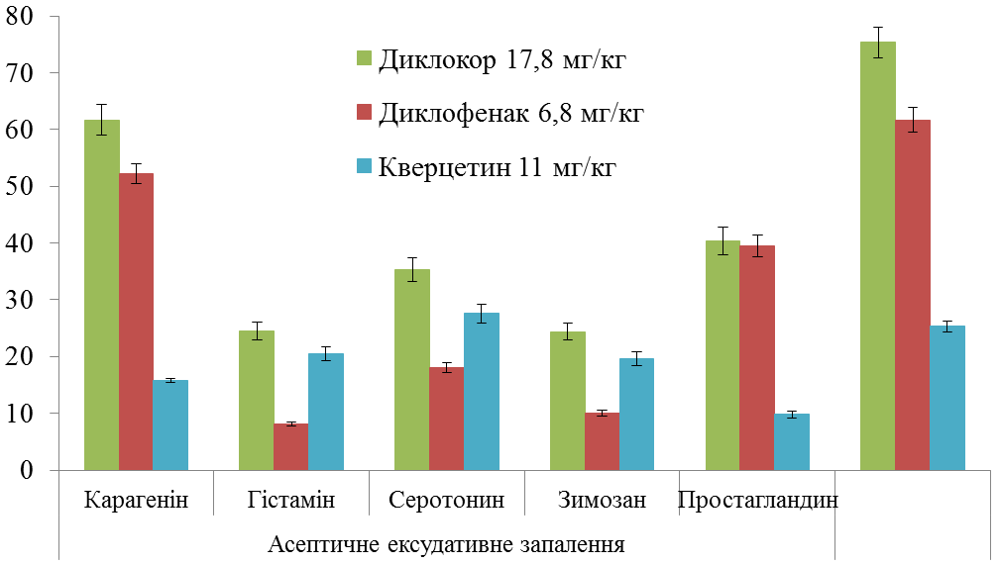 80
70
60
50
40
30
20
10
0
Диклокор 17,8 мг/кг
Диклофенак 6,8 мг/кг
Кверцетин 11 мг/кг
Карагенін Гістамін Серотонин Зимозан Простагландин
Асептичне ексудативне запалення